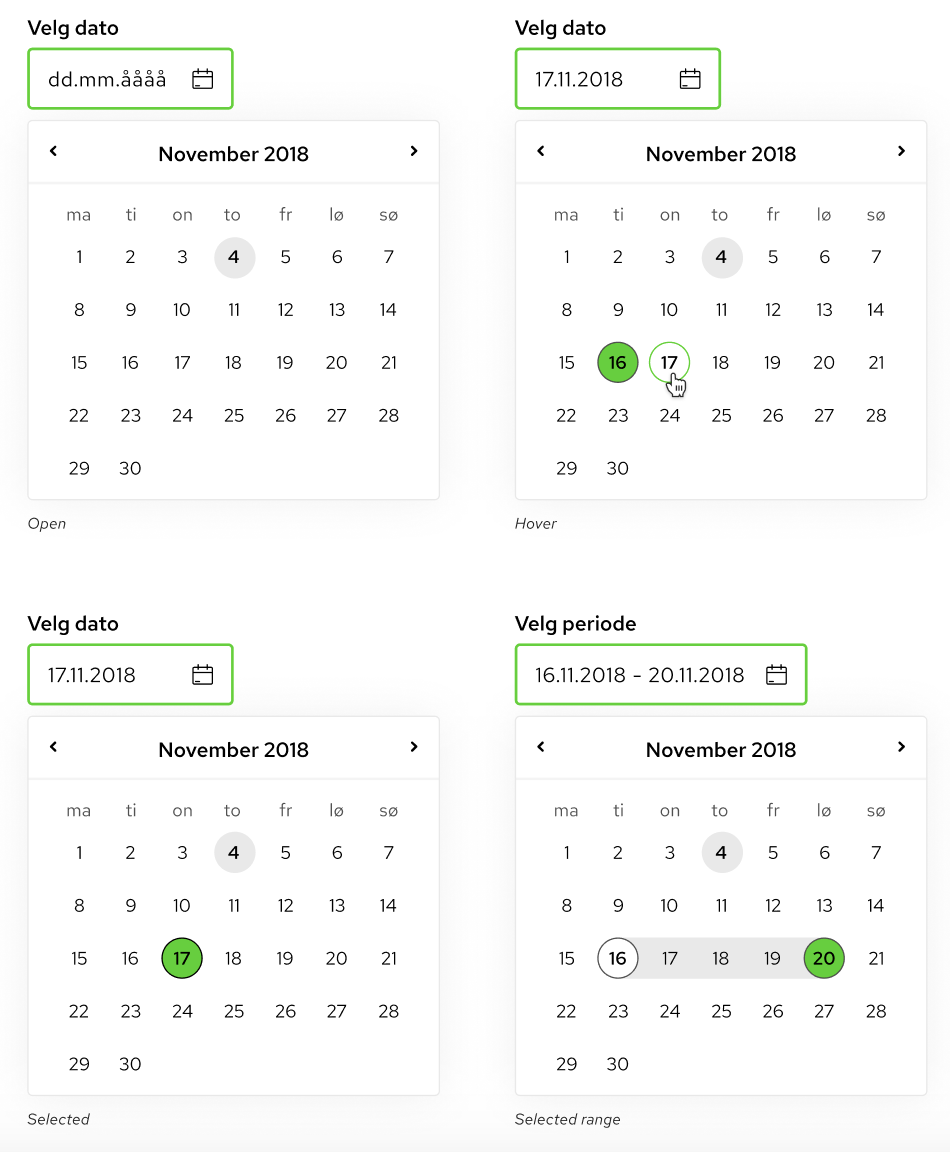 Velg dato
dd.mm.åååå
November 2018
ma ti on to fr lø sø
1 2 3 4 5 6 7
8 9 10 11 12 13 14
15 16 17 18 19 20 21
22 23 24 25 26 27 28
29 30
Open
Velg dato
17.11.2018
November 2018
ma ti on to fr lø sø
1 2 3 4 5 6 7
8 9 10 11 12 13 14
15 16 17 18 19 20 21
22 23 24 25 26 27 28
29 30
Hover
Velg dato
17.11.2018
November 2018
ma ti on to fr lø sø
1 2 3 4 5 6 7
8 9 10 11 12 13 14
15 16 17 18 19 20 21
22 23 24 25 26 27 28
29 30
Selected
Velg periode
16.11.2018 - 20.11.2018
November 2018
ma ti on to fr lø sø
1 2 3 4 5 6 7
8 9 10 11 12 13 14
15 16 17 18 19 20 21
22 23 24 25 26 27 28
29 30
Selected range